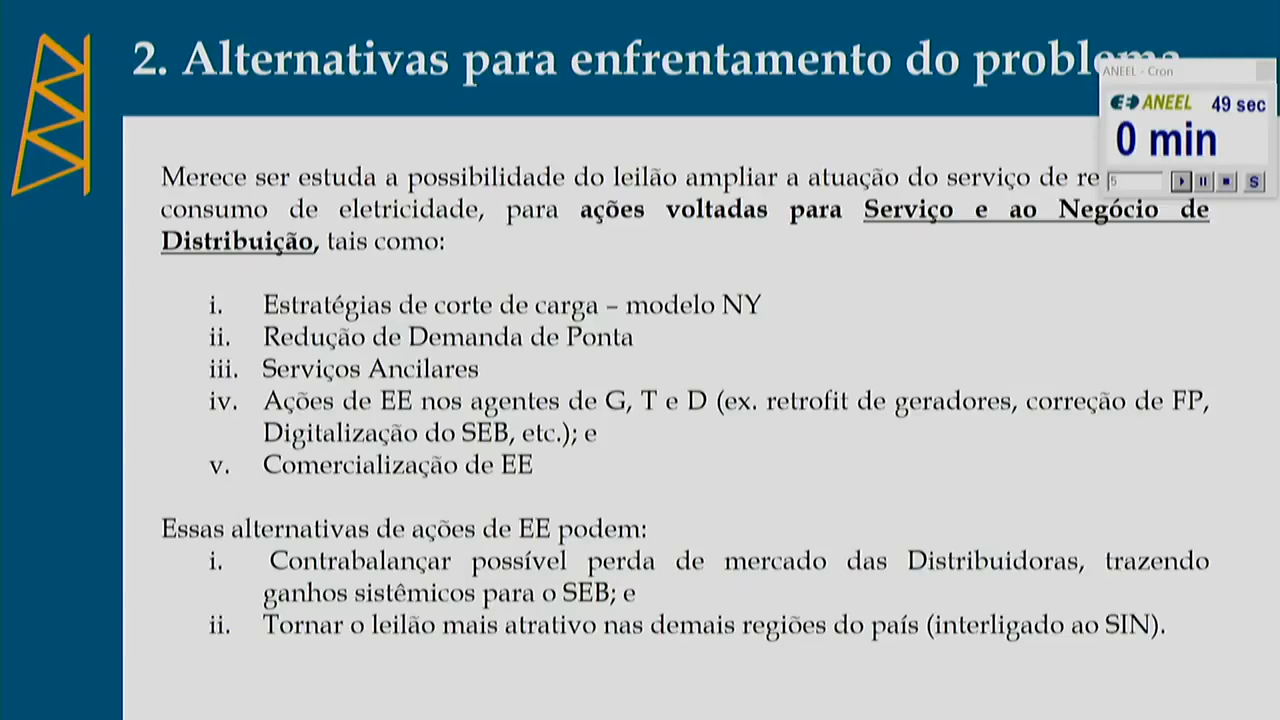 2. Alternativas para enfrentamento do problema
ANEEL - Cron
ANEEL 49 sec
0 min
5
S
Merece ser estuda a possibilidade do leilão ampliar a atuação do serviço de
consumo de eletricidade, para ações voltadas para Serviço e ao Negócio de
Distribuição, tais como:
i. Estratégias de corte de carga – modelo NY
ii. Redução de Demanda de Ponta
iii. Serviços Ancilares
iv. Ações de EE nos agentes de G, T e D (ex. retrofit de geradores, correção de FP,
Digitalização do SEB, etc.); e
v. Comercialização de EE
Essas alternativas de ações de EE podem:
i. Contrabalançar possível perda de mercado das Distribuidoras, trazendo
ganhos sistêmicos para o SEB; e
ii. Tornar o leilão mais atrativo nas demais regiões do país (interligado ao SIN).